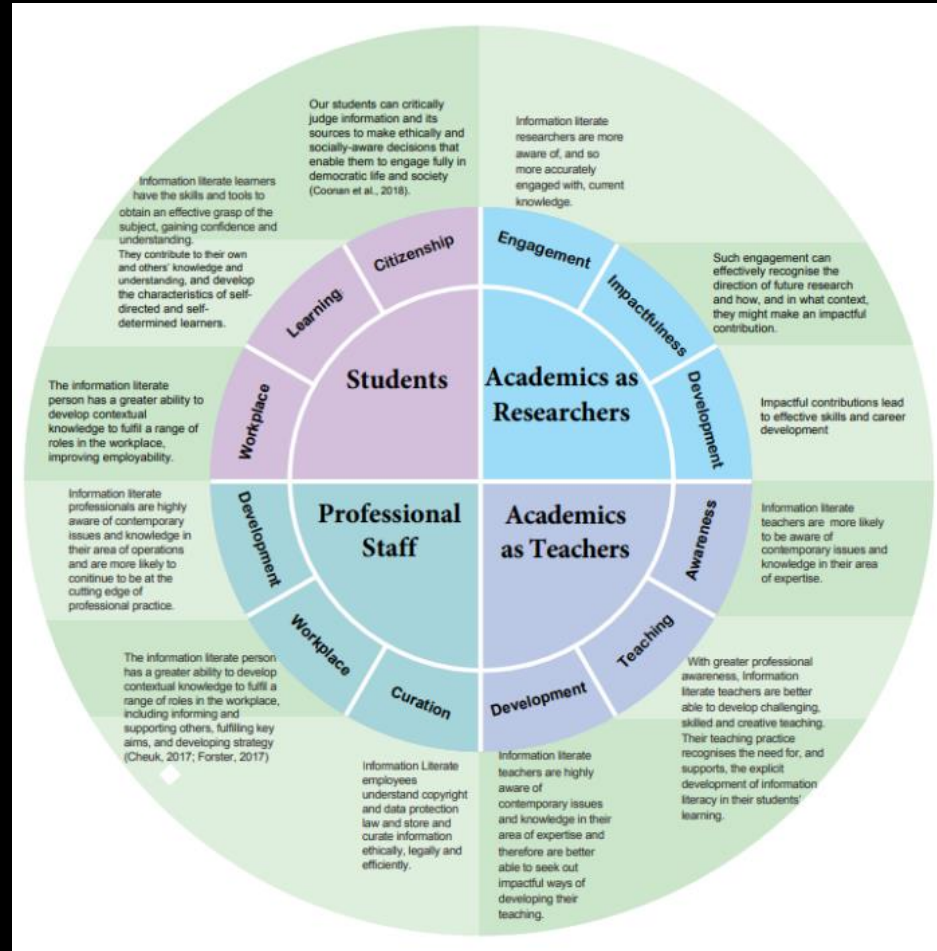 Our students can critically
judge information and its
sources to make ethically and
socially-aware decisions that
enable them to engage fully in
democratic life and society
(Coonan et al., 2018).
Information literate
researchers are more
aware of, and so
more accurately
engaged with, current
knowledge.
Information literate learners
have the skills and tools to
obtain an effective grasp of the
subject, gaining confidence and
understanding.
They contribute to their own
and others' knowledge and
understanding, and develop
the characteristics of self-
directed and self-
determined learners.
Such engagement can
effectively recognise the
direction of future research
and how, and in what context,
they might make an impactful
contribution.
The information literate
person has a greater ability to
develop contextual
knowledge to fulfil a range of
roles in the workplace,
improving employability.
Impactful contributions lead
to effective skills and career
development
Citizenship
Learning:
Workplace
Students
Engagement
Impactfulness
Development
Academics as
Researchers
Development
Workplace
Curation
Professional
Staff
Awareness
Teaching
Development
Academics
as Teachers
Information literate
professionals are highly
aware of contemporary
issues and knowledge in
their area of operations
and are more likely to
continue to be at the
cutting edge of
professional practice.
Information literate
teachers are more likely
to be aware of
contemporary issues and
knowledge in their area
of expertise.
The information literate person
has a greater ability to develop
contextual knowledge to fulfil a
range of roles in the workplace,
including informing and
supporting others, fulfilling key
aims, and developing strategy
(Cheuk, 2017; Forster, 2017)
With greater professional
awareness, Information
literate teachers are better
able to develop challenging,
skilled and creative teaching.
Their teaching practice
recognises the need for, and
supports, the explicit
development of information
literacy in their students'
learning.
Information Literate
employees
understand copyright
and data protection
law and store and
curate information
ethically, legally and
efficiently.
Information literate
teachers are highly
aware of
contemporary issues
and knowledge in their
area of expertise and
therefore are better
able to seek out
impactful ways of
developing their
teaching.